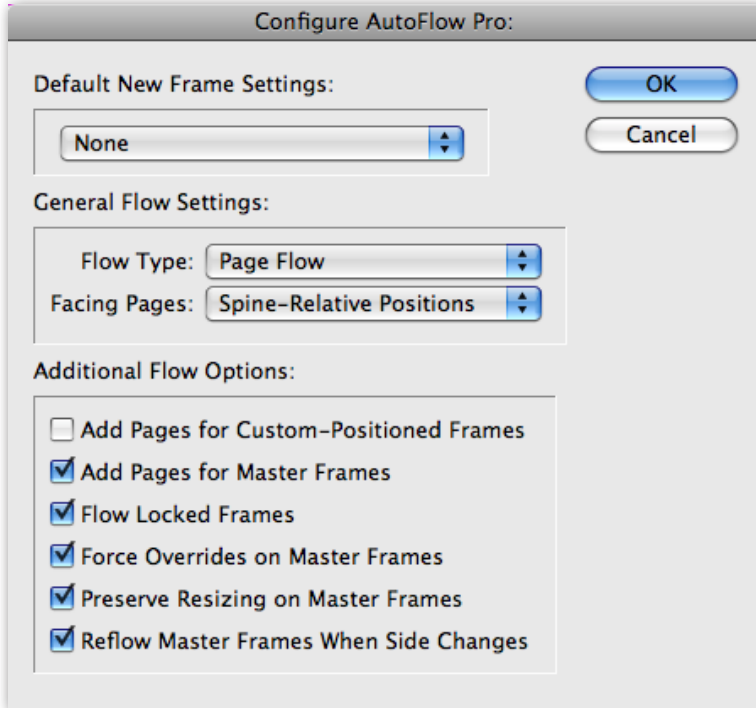 Configure AutoFlow Pro:
Default New Frame Settings:
OK
None
Cancel
General Flow Settings:
Flow Type: Page Flow
Facing Pages: Spine-Relative Positions
Additional Flow Options:
Add Pages for Custom-Positioned Frames
Add Pages for Master Frames
Flow Locked Frames
Force Overrides on Master Frames
Preserve Resizing on Master Frames
Reflow Master Frames When Side Changes